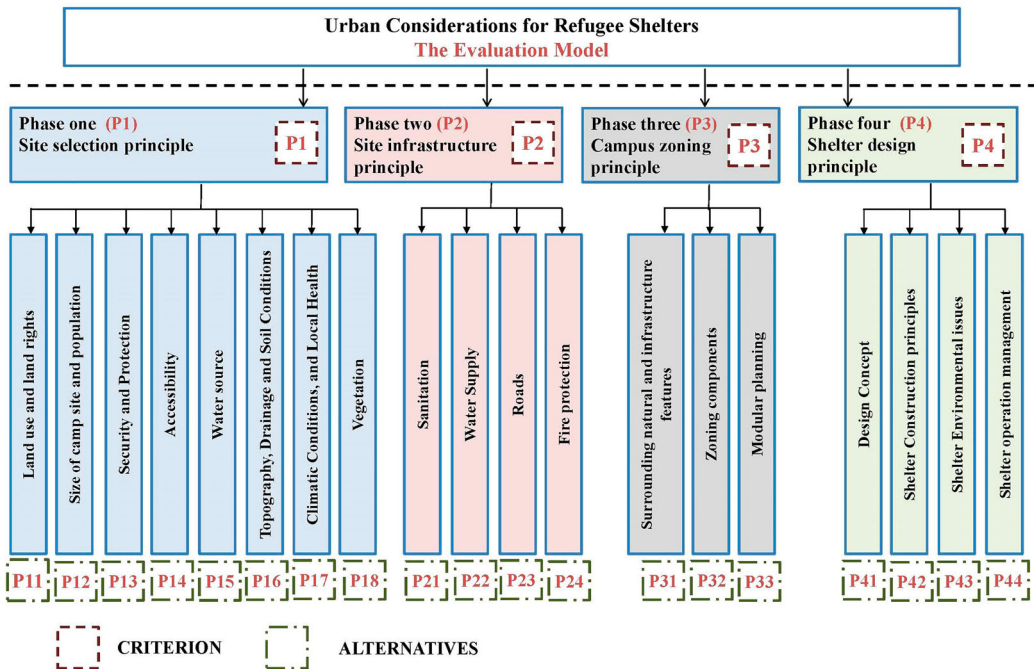 Urban Considerations for Refugee Shelters
The Evaluation Model
Phase one (P1)
Site selection principle
P1
Phase two (P2)
Site infrastructure
principle
P2
Phase three (P3)
Campus zoning
principle
P3
Phase four (P4)
Shelter design
principle
P4
Land use and land rights
Size of camp site and population
Security and Protection
Accessibility
Water source
Topography, Drainage and Soil Conditions
Climatic Conditions, and Local Health
Vegetation
Sanitation
Water Supply
Roads
Fire protection
Surrounding natural and infrastructure
features
Zoning components
Modular planning
Design Concept
Shelter Construction principles
Shelter Environmental issues
Shelter operation management
P11
P12
P13
P14
P15
P16
P17
P18
P21
P22
P23
P24
P31
P32
P33
P41
P42
P43
P44
CRITERION
ALTERNATIVES